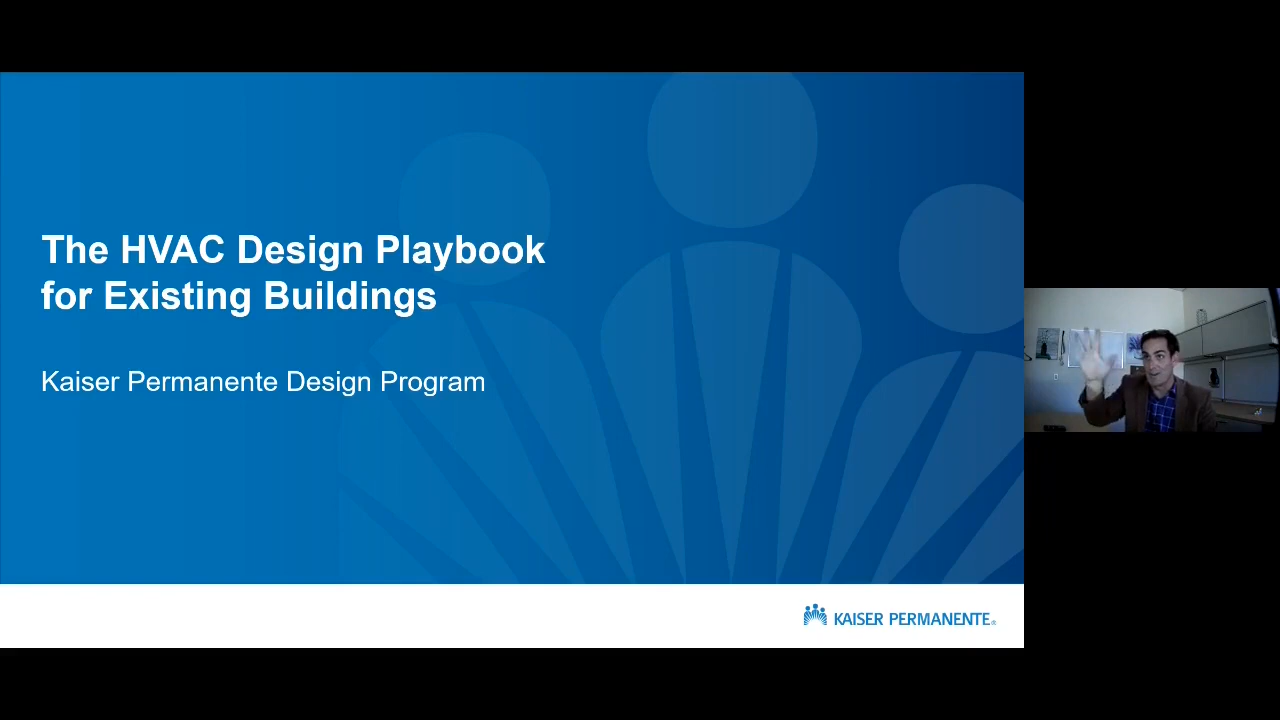 The HVAC Design Playbook
for Existing Buildings
Kaiser Permanente Design Program
KAISER PERMANENTE®